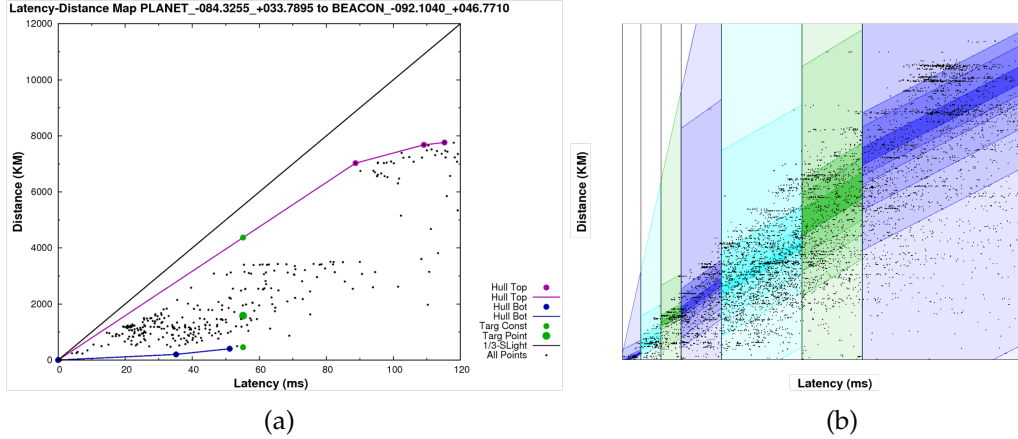 Latency-Distance Map PLANET_-084.3255_+033.7895 to BEACON_-092.1040_+046.7710
12000
10000
8000
6000
4000
2000
0
Distance (KM)
0 20 40 60 80 100 120
Latency (ms)
Hull Top
Hull Top
Hull Bot
Hull Bot
Targ Const
Targ Point
1/3-SLight
All Points
(a)
Distance (KM)
Latency (ms)
(b)